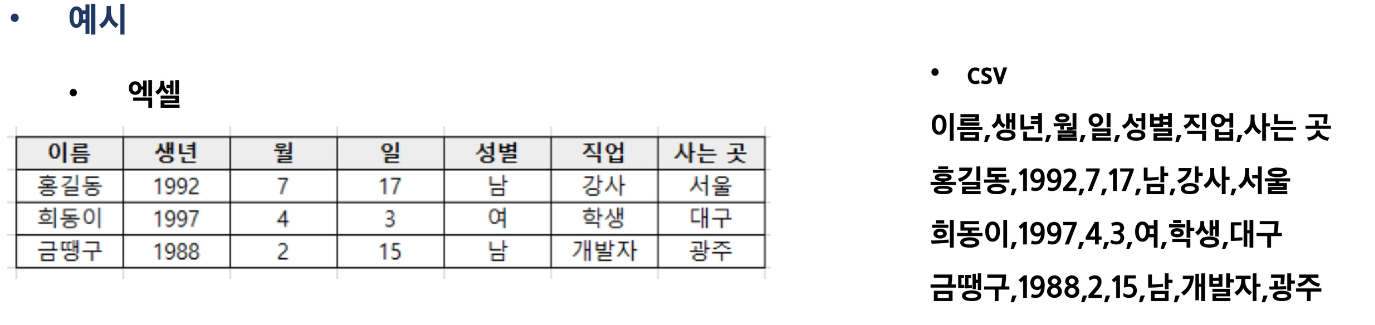 • 예시
• 엑셀
이름 생년 월 일 성별 직업 사는 곳
홍길동 1992 7 17 남 강사 서울
희동이 1997 4 3 여 학생 대구
금땡구 1988 2 15 남 개발자 광주
• csv
이름,생년,월,일,성별,직업,사는 곳
홍길동,1992,7,17,남,강사,서울
희동이,1997,4,3,여,학생,대구
금땡구,1988,2,15,남,개발자,광주